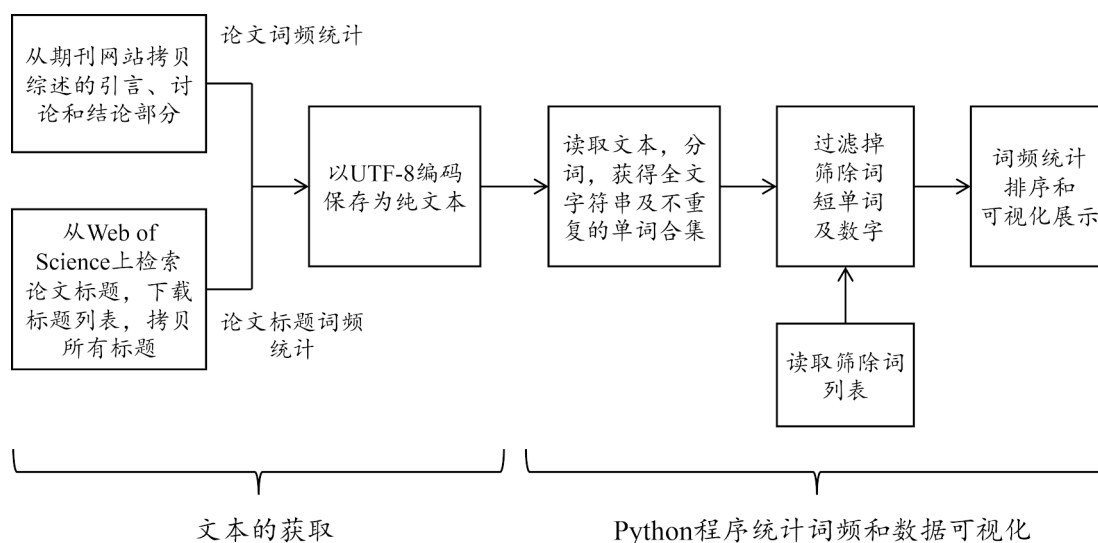 论文词频统计
从期刊网站拷贝
综述的引言、讨
论和结论部分
从Web of
Science上检索
论文标题，下载
标题列表，拷贝
所有标题
论文标题词频
统计
以UTF-8编码
保存为纯文本
读取文本，分
词，获得全文
字符串及不重
复的单词合集
过滤掉
筛除词
短单词
及数字
词频统计
排序和
可视化展示
读取筛除词
列表
文本的获取
Python程序统计词频和数据可视化